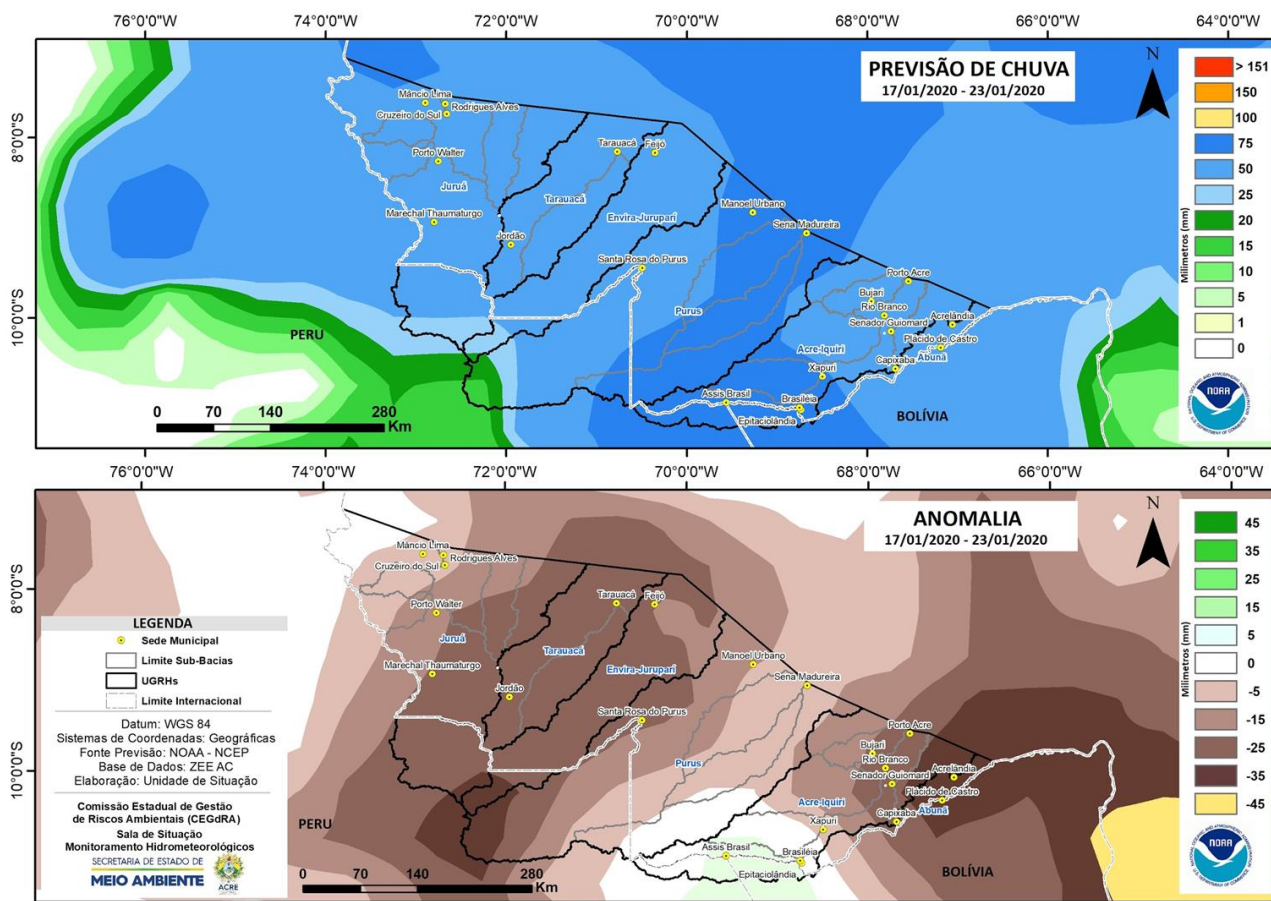 76°0'0"W 74°0'0"W 72°0'0"W 70°0'0"W 68°0'0"W 66°0'0"W 64°0'0"W
PREVISÃO DE CHUVA
17/01/2020 - 23/01/2020
N
> 151
150
100
75
50
25
20
15
10
5
1
0
Milímetros (mm)
8°0'0"S
10°0'0"S
Mâncio Lima
Rodrigues Alves
Cruzeiro do Sul
Porto Walter
Juruá
Marechal Thaumaturgo
Jordão
Tarauacá
Feijó
Tarauacá
Envira-Jurupari
Santa Rosa do Purus
Manoel Urbano
Sena Madureira
Purus
Porto Acre
Bujari
Rio Branco
Senador Guiomard
Acrelândia
Plácido de Castro
Abunã
Acre-Iquiri
Capixaba
Xapuri
Assis Brasil
Brasiléia
Epitaciolândia
PERU
BOLÍVIA
0 70 140 280
Km
NOAA
76°0'0"W 74°0'0"W 72°0'0"W 70°0'0"W 68°0'0"W 66°0'0"W 64°0'0"W
ANOMALIA
17/01/2020 - 23/01/2020
N
45
35
25
15
5
0
-5
-15
-25
-35
-45
Milímetros (mm)
8°0'0"S
10°0'0"S
Mâncio Lima
Rodrigues Alves
Cruzeiro do Sul
Porto Walter
Juruá
Marechal Thaumaturgo
Jordão
Tarauacá
Feijó
Tarauacá
Envira-Jurupari
Santa Rosa do Purus
Manoel Urbano
Sena Madureira
Purus
Porto Acre
Bujari
Rio Branco
Senador Guiomard
Acrelândia
Plácido de Castro
Abunã
Acre-Iquiri
Capixaba
Xapuri
Assis Brasil
Brasiléia
Epitaciolândia
PERU
BOLÍVIA
0 70 140 280
Km
NOAA
LEGENDA
Sede Municipal
Limite Sub-Bacias
UGRHs
Limite Internacional
Datum: WGS 84
Sistemas de Coordenadas: Geográficas
Fonte Previsão: NOAA - NCEP
Base de Dados: ZEE AC
Elaboração: Unidade de Situação
Comissão Estadual de Gestão
de Riscos Ambientais (CEGdRA)
Sala de Situação
Monitoramento Hidrometeorológicos
SECRETARIA DE ESTADO DE
MEIO AMBIENTE
ACRE